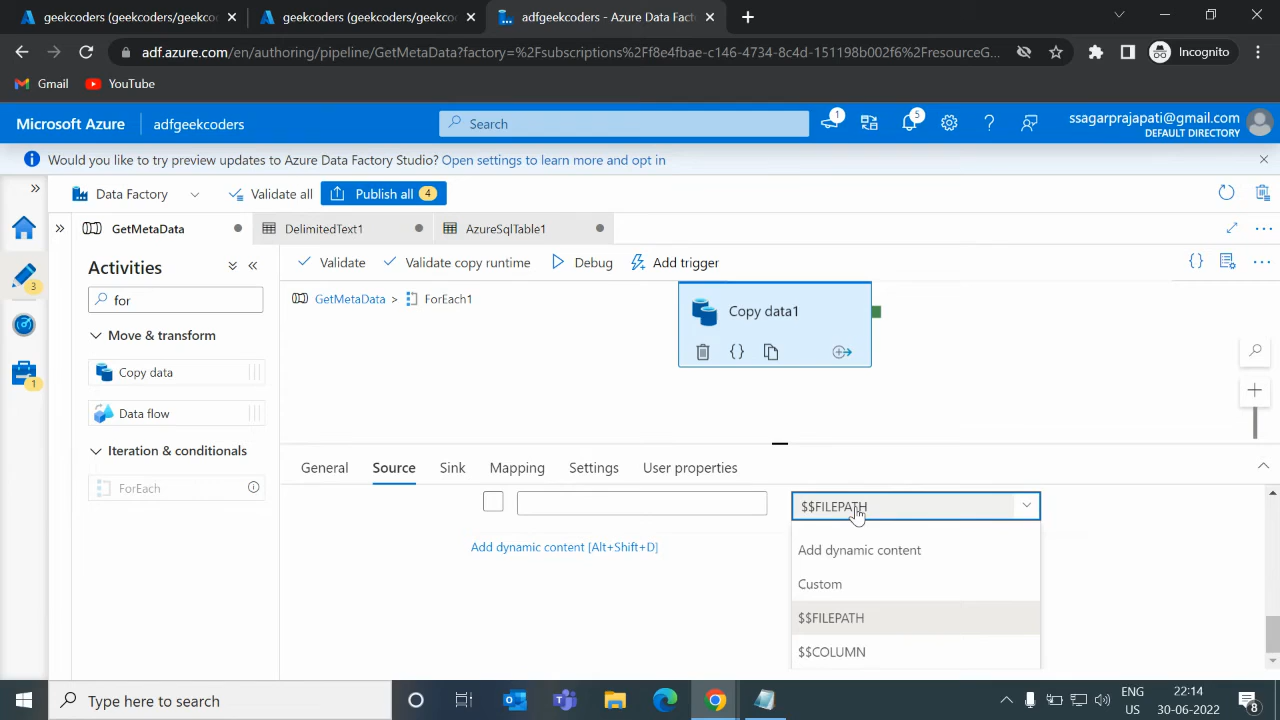 geekcoders (geekcoders/geekco
geekcoders (geekcoders/geekco
adfgeekcoders - Azure Data Fact
adf.azure.com/en/authoring/pipeline/GetMetaData?factory=%2Fsubscriptions%2Ff8e4fbae-c146-4734-8c4d-151198b002f6%2FresourceG...
Incognito
Gmail
YouTube
Microsoft Azure
adfgeekcoders
Search
1
5
ssagarprajapati@gmail.com
DEFAULT DIRECTORY
Would you like to try preview updates to Azure Data Factory Studio? Open settings to learn more and opt in
Data Factory
Validate all
Publish all 4
GetMetaData
DelimitedText1
AzureSqlTable1
Activities
Validate
Validate copy runtime
Debug
Add trigger
3
for
GetMetaData > ForEach1
Copy data1
Move & transform
Copy data
1
Data flow
Iteration & conditionals
ForEach
General
Source
Sink
Mapping
Settings
User properties
$$FILEPATH
Add dynamic content [Alt+Shift+D]
Add dynamic content
Custom
$$FILEPATH
$$COLUMN
Type here to search
ENG
US
22:14
30-06-2022
8